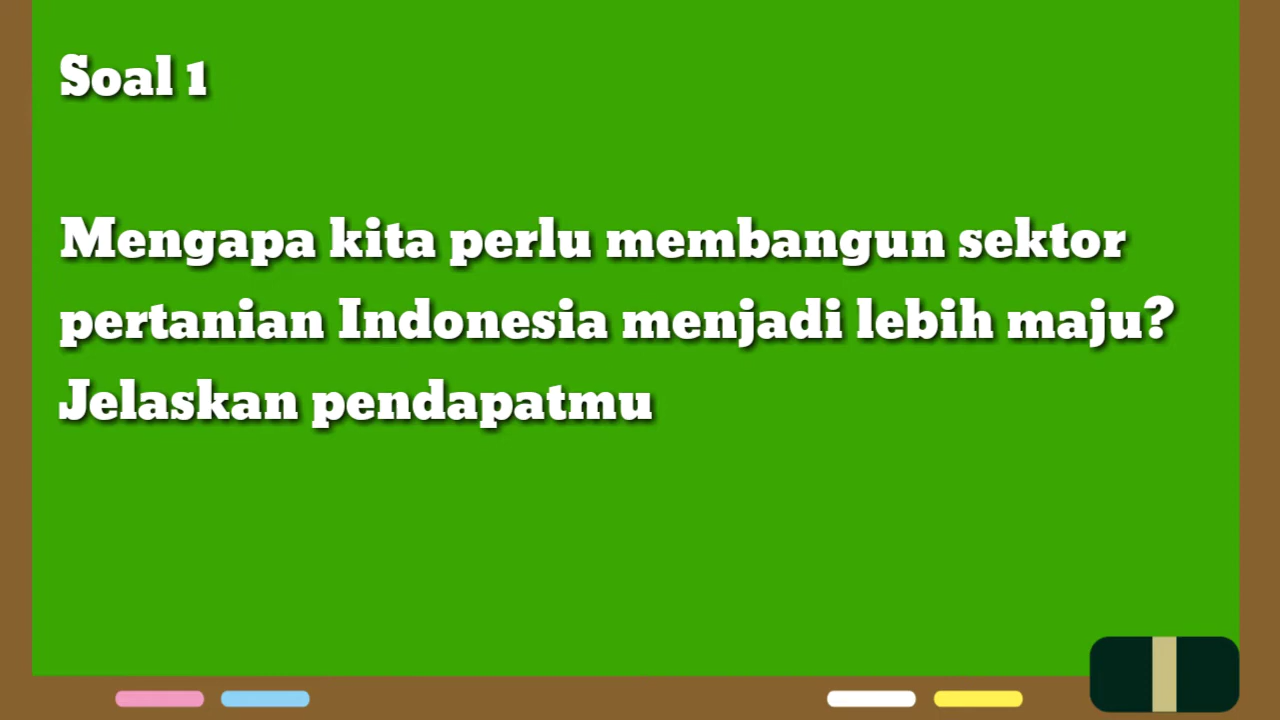 Soal 1
Mengapa kita perlu membangun sektor
pertanian Indonesia menjadi lebih maju?
Jelaskan pendapatmu